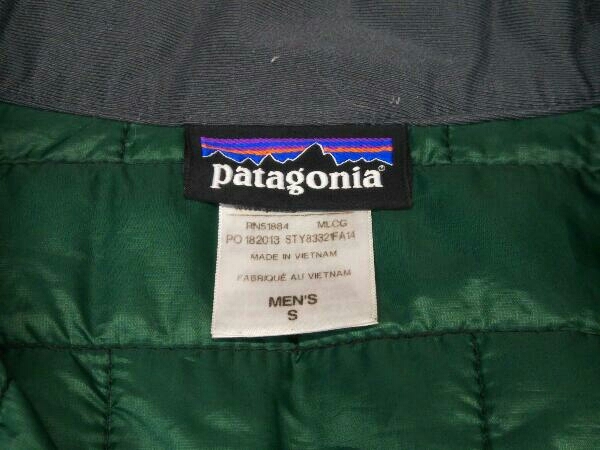 patagonia®
RN51884 MLCG
PO 182013 STY83321FA14
MADE IN VIETNAM
FABRIQUÉ AU VIETNAM
MEN'S
S